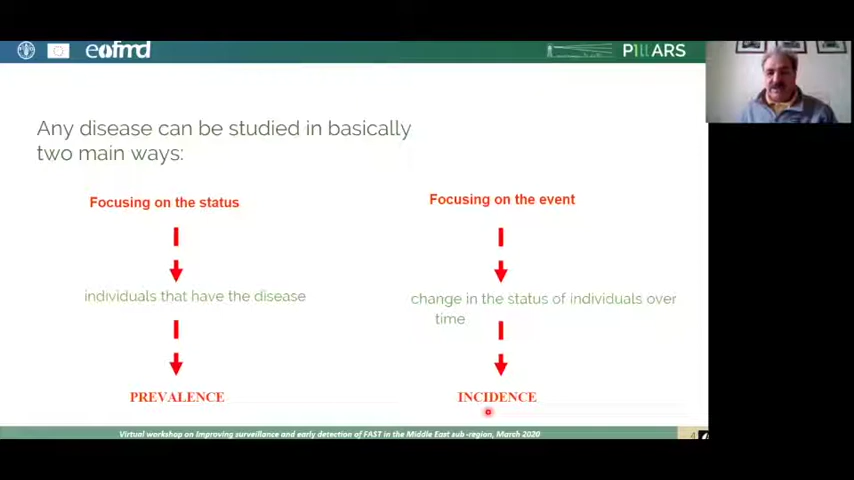 eofmd
PILLARS
Any disease can be studied in basically
two main ways:
Focusing on the status
Focusing on the event
individuals that have the disease
change in the status of individuals over
time
PREVALENCE
INCIDENCE
Virtual workshop on Improving surveillance and early detection of FAST in the Middle East sub-region, March 2020
4